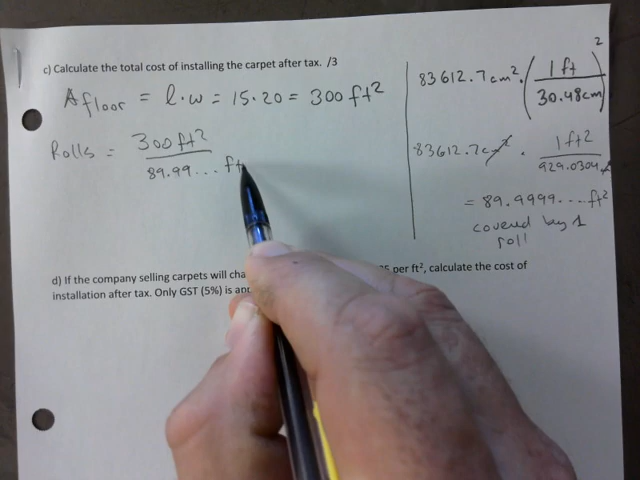 c) Calculate the total cost of installing the carpet after tax. /3
A floor = l·w = 15·20 = 300 ft²
Rolls = 300 ft² / 89.99... ft
83612.7 cm² · (1 ft / 30.48 cm)²
83612.7 cm² · 1 ft² / 929.0304
= 89.9999.... ft²
covered by 1
roll
d) If the company selling carpets will per ft², calculate the cost of
installation after tax. Only GST (5%) is